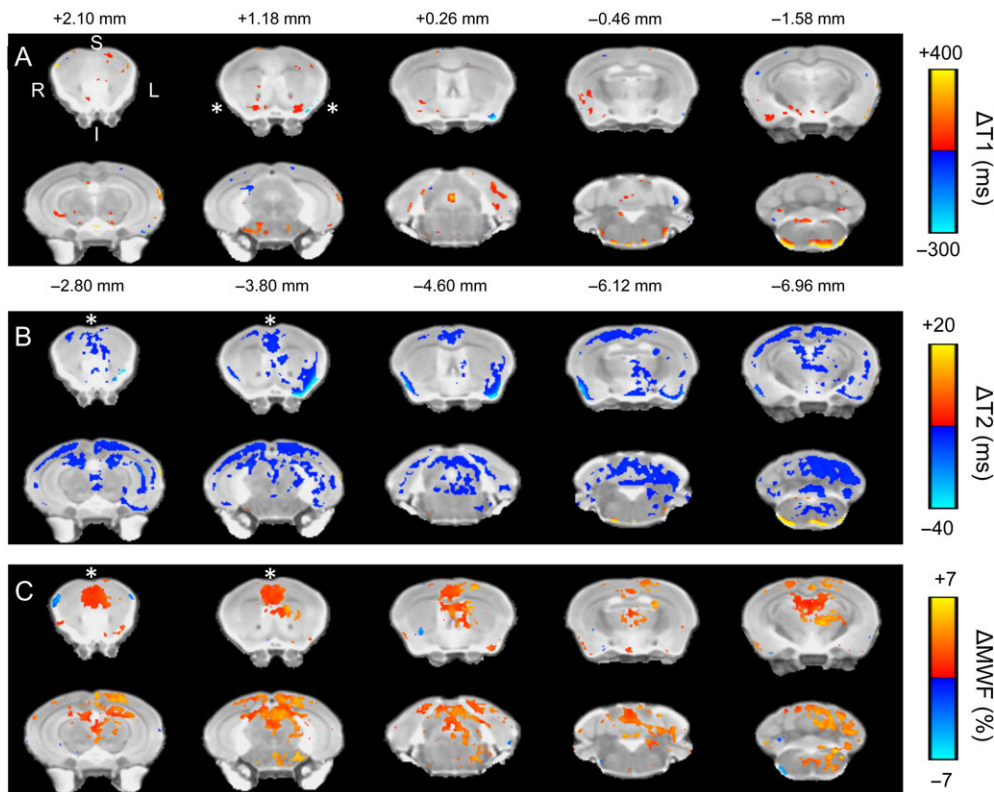 +2.10 mm +1.18 mm +0.26 mm −0.46 mm −1.58 mm
A
S
R L
* *
I
+400
ΔT1 (ms)
−300
−2.80 mm −3.80 mm −4.60 mm −6.12 mm −6.96 mm
B
* *
+20
ΔT2 (ms)
−40
C
* *
+7
ΔMWF (%)
−7